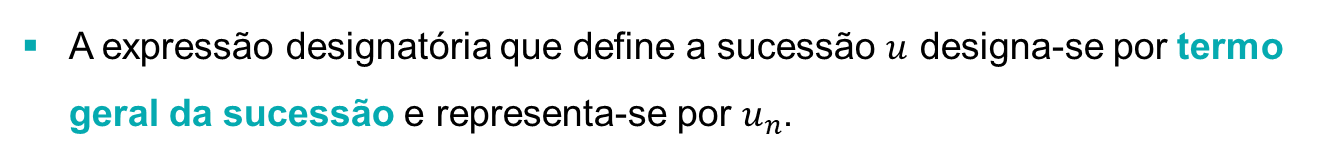 ▪ A expressão designatória que define a sucessão u designa-se por termo
geral da sucessão e representa-se por uₙ.